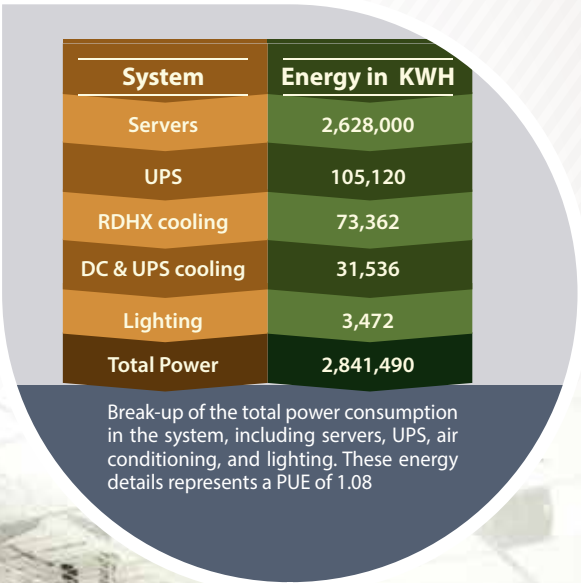 System Energy in KWH
Servers 2,628,000
UPS 105,120
RDHX cooling 73,362
DC & UPS cooling 31,536
Lighting 3,472
Total Power 2,841,490
Break-up of the total power consumption
in the system, including servers, UPS, air
conditioning, and lighting. These energy
details represents a PUE of 1.08